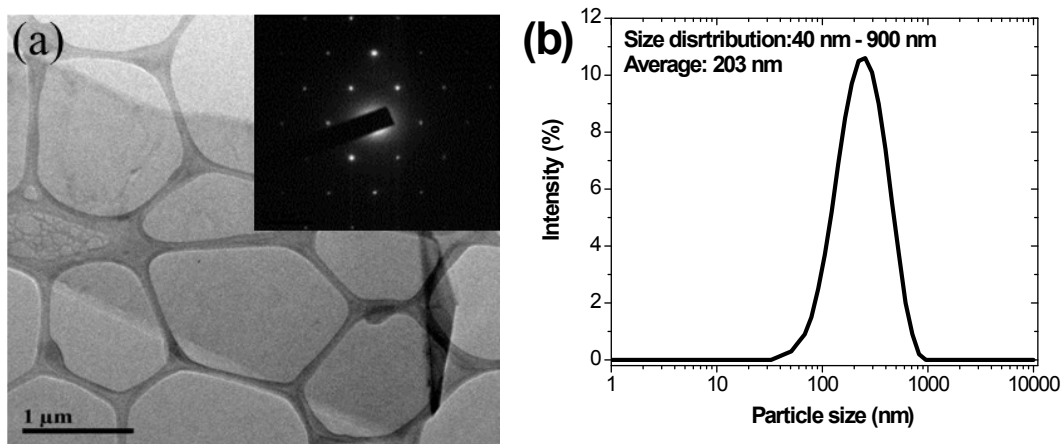 (a)
1 µm
(b)
Size disrtribution:40 nm - 900 nm
Average: 203 nm
12
10
8
6
4
2
0
Intensity (%)
1 10 100 1000 10000
Particle size (nm)